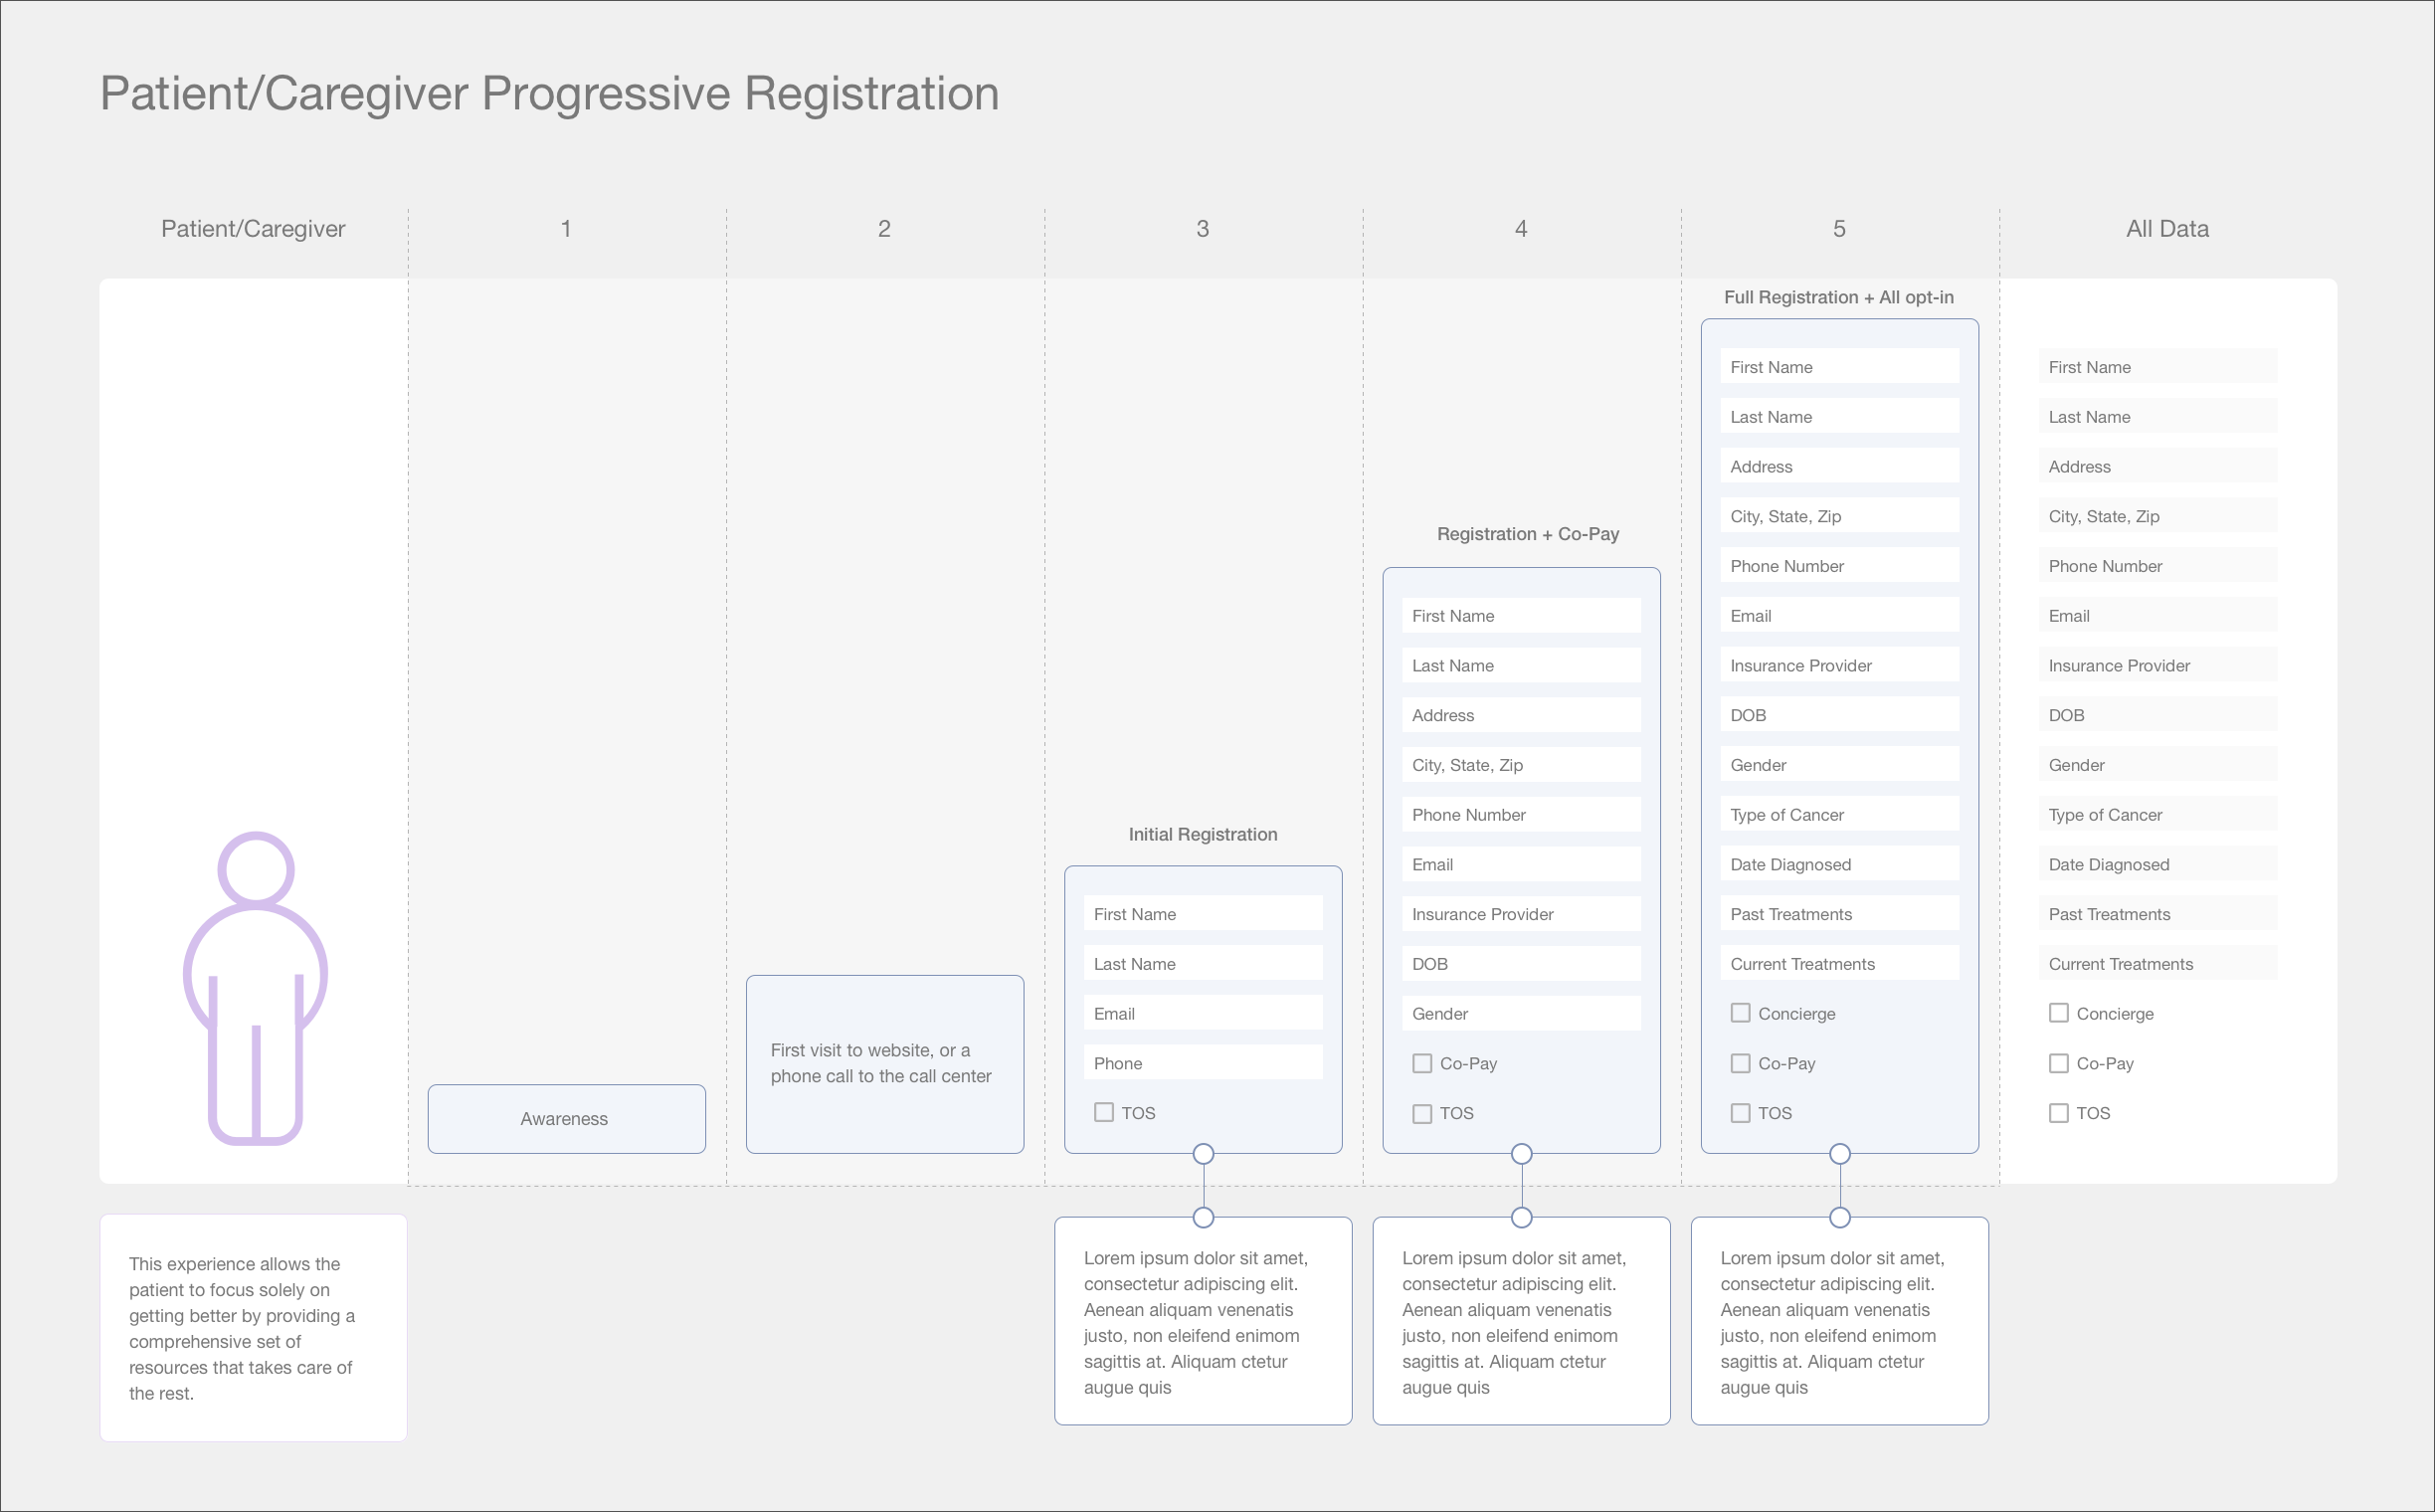 Patient/Caregiver Progressive Registration
Patient/Caregiver
1
2
3
4
5
All Data
Awareness
First visit to website, or a
phone call to the call center
Initial Registration
First Name
Last Name
Email
Phone
TOS
Registration + Co-Pay
First Name
Last Name
Address
City, State, Zip
Phone Number
Email
Insurance Provider
DOB
Gender
Co-Pay
TOS
Full Registration + All opt-in
First Name
Last Name
Address
City, State, Zip
Phone Number
Email
Insurance Provider
DOB
Gender
Type of Cancer
Date Diagnosed
Past Treatments
Current Treatments
Concierge
Co-Pay
TOS
First Name
Last Name
Address
City, State, Zip
Phone Number
Email
Insurance Provider
DOB
Gender
Type of Cancer
Date Diagnosed
Past Treatments
Current Treatments
Concierge
Co-Pay
TOS
This experience allows the
patient to focus solely on
getting better by providing a
comprehensive set of
resources that takes care of
the rest.
Lorem ipsum dolor sit amet,
consectetur adipiscing elit.
Aenean aliquam venenatis
justo, non eleifend enimom
sagittis at. Aliquam ctetur
augue quis
Lorem ipsum dolor sit amet,
consectetur adipiscing elit.
Aenean aliquam venenatis
justo, non eleifend enimom
sagittis at. Aliquam ctetur
augue quis
Lorem ipsum dolor sit amet,
consectetur adipiscing elit.
Aenean aliquam venenatis
justo, non eleifend enimom
sagittis at. Aliquam ctetur
augue quis